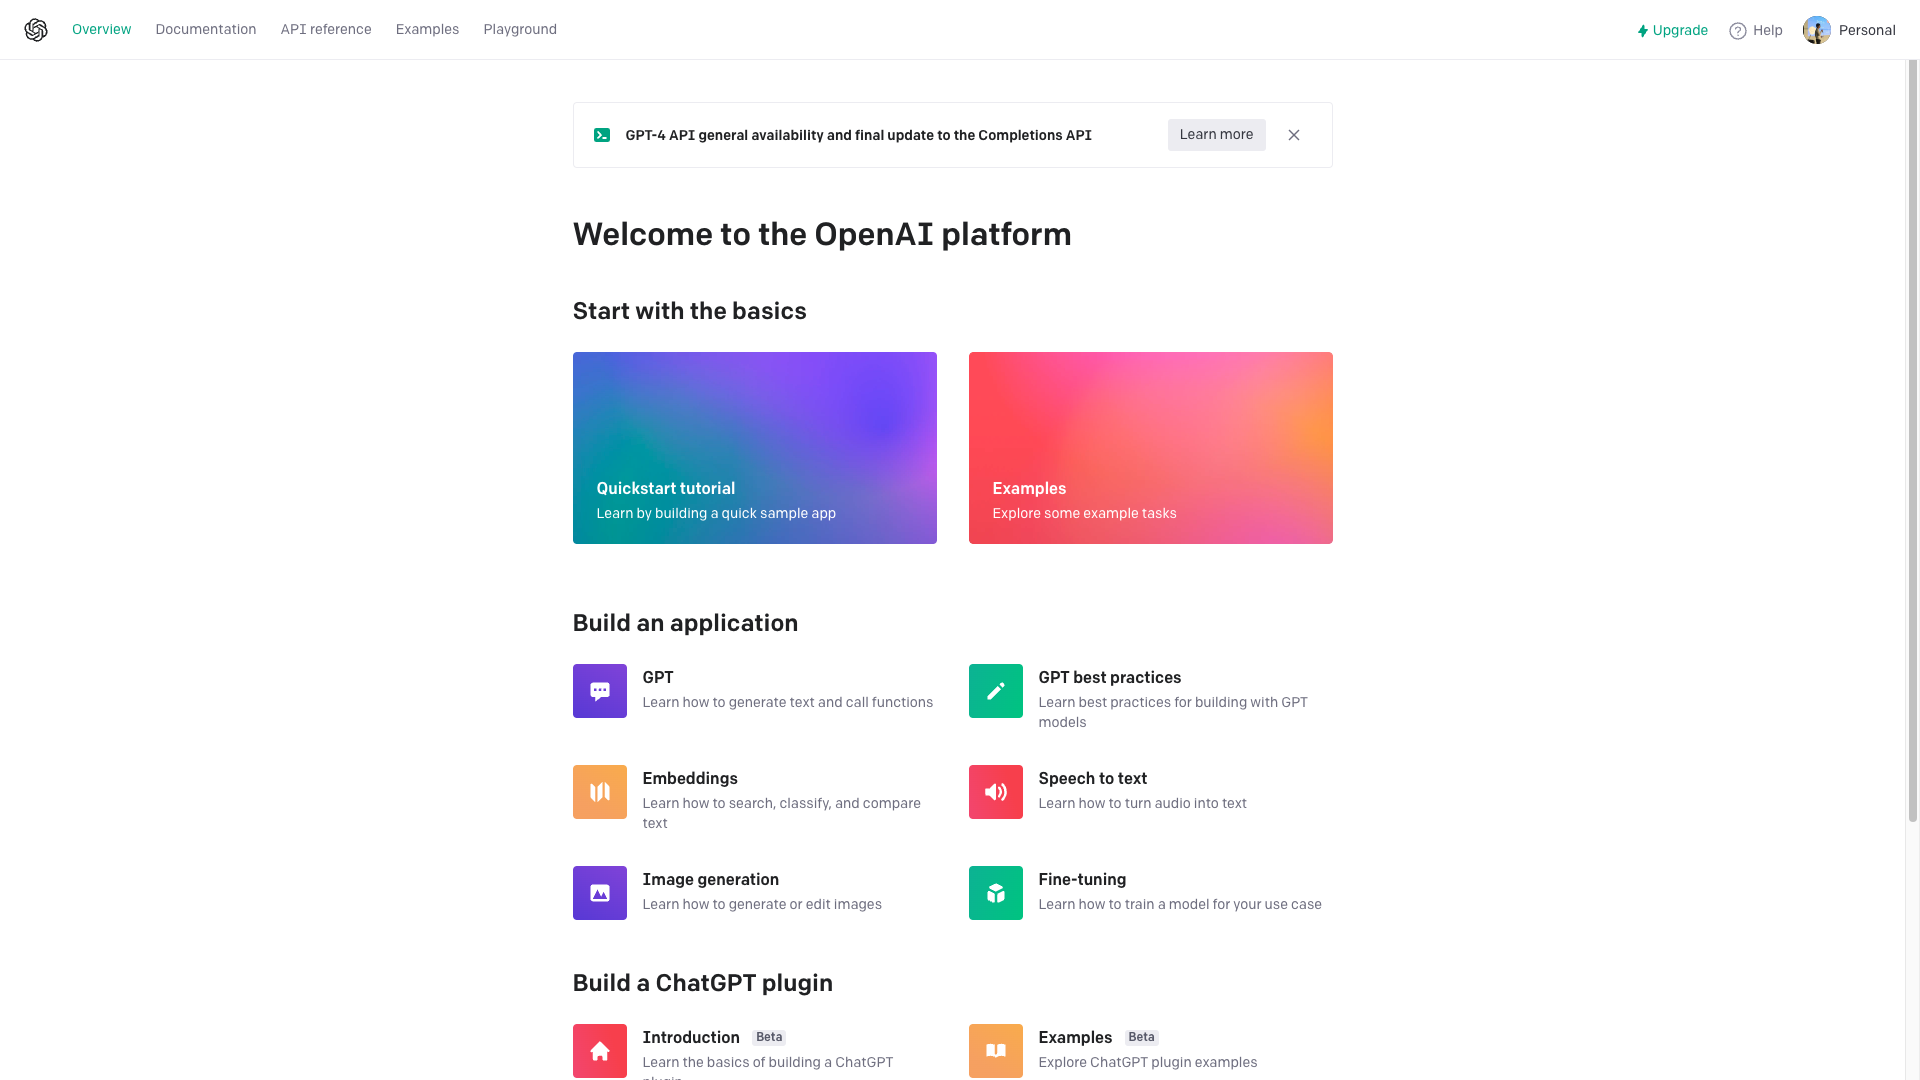 Overview Documentation API reference Examples Playground Upgrade Help Personal
GPT-4 API general availability and final update to the Completions API Learn more
Welcome to the OpenAI platform
Start with the basics
Quickstart tutorial
Learn by building a quick sample app
Examples
Explore some example tasks
Build an application
GPT
Learn how to generate text and call functions
GPT best practices
Learn best practices for building with GPT
models
Embeddings
Learn how to search, classify, and compare
text
Speech to text
Learn how to turn audio into text
Image generation
Learn how to generate or edit images
Fine-tuning
Learn how to train a model for your use case
Build a ChatGPT plugin
Introduction Beta
Learn the basics of building a ChatGPT
Examples Beta
Explore ChatGPT plugin examples